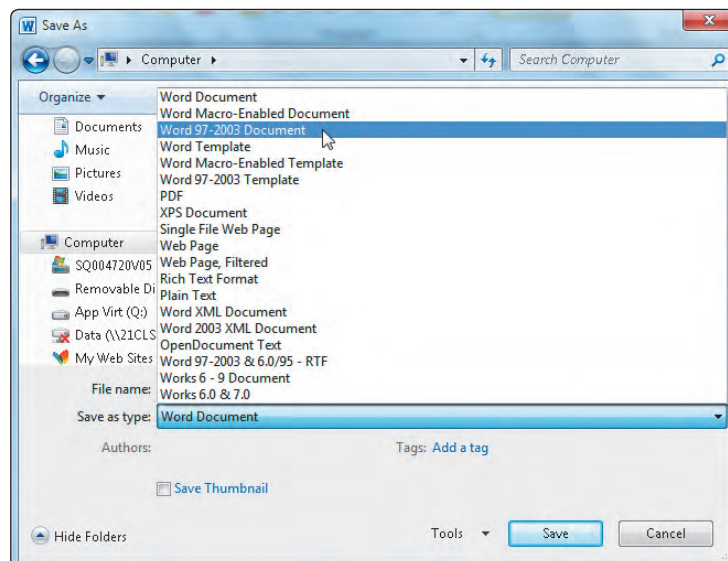 W Save As
Computer
Search Computer
Organize
Documents
Music
Pictures
Videos
Computer
SQ004720V05
Removable Di
App Virt (Q:)
Data (\\21CLS
My Web Sites
Word Document
Word Macro-Enabled Document
Word 97-2003 Document
Word Template
Word Macro-Enabled Template
Word 97-2003 Template
PDF
XPS Document
Single File Web Page
Web Page
Web Page, Filtered
Rich Text Format
Plain Text
Word XML Document
Word 2003 XML Document
OpenDocument Text
Word 97-2003 & 6.0/95 - RTF
Works 6 - 9 Document
Works 6.0 & 7.0
File name:
Save as type: Word Document
Authors:
Tags: Add a tag
Save Thumbnail
Hide Folders
Tools
Save
Cancel